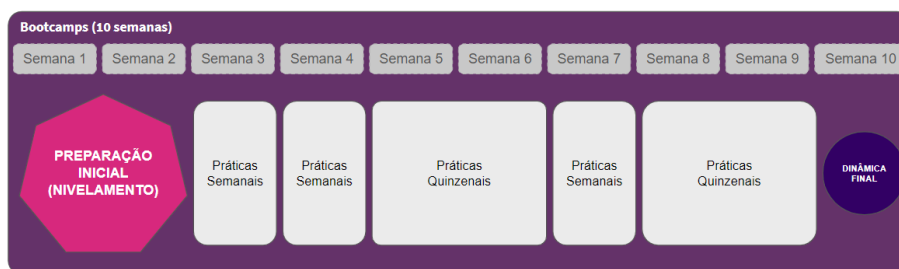 Bootcamps (10 semanas)
Semana 1
Semana 2
Semana 3
Semana 4
Semana 5
Semana 6
Semana 7
Semana 8
Semana 9
Semana 10
PREPARAÇÃO
INICIAL
(NIVELAMENTO)
Práticas
Semanais
Práticas
Semanais
Práticas
Quinzenais
Práticas
Semanais
Práticas
Quinzenais
DINÂMICA
FINAL